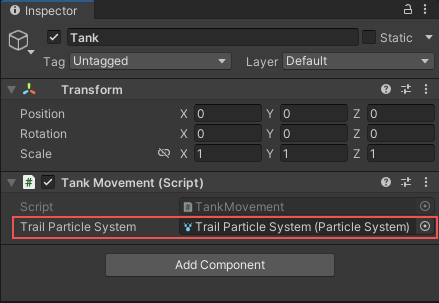 Inspector
Tank
Static
Tag Untagged Layer Default
Transform
Position X 0 Y 0 Z 0
Rotation X 0 Y 0 Z 0
Scale X 1 Y 1 Z 1
# Tank Movement (Script)
Script # TankMovement
Trail Particle System Trail Particle System (Particle System)
Add Component